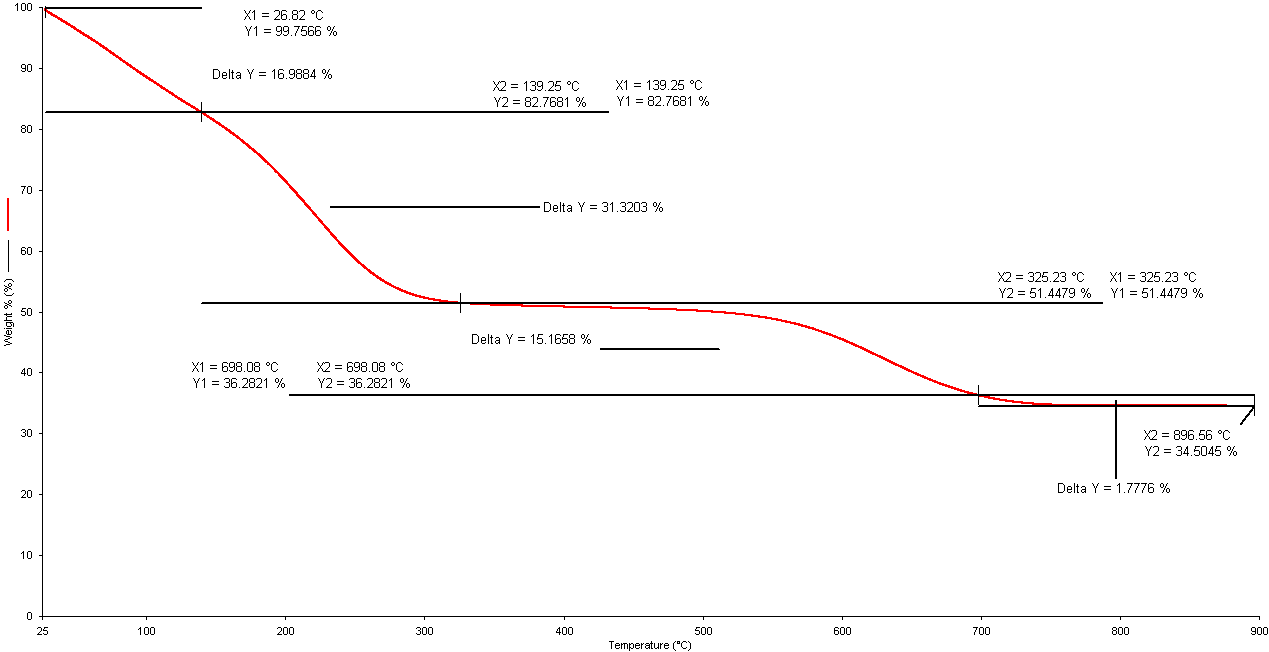 100
X1 = 26.82 °C
Y1 = 99.7566 %
Delta Y = 16.9884 %
90
X2 = 139.25 °C
Y2 = 82.7681 %
X1 = 139.25 °C
Y1 = 82.7681 %
80
70
Delta Y = 31.3203 %
60
X2 = 325.23 °C
Y2 = 51.4479 %
X1 = 325.23 °C
Y1 = 51.4479 %
Weight % (%)
50
Delta Y = 15.1658 %
40
X1 = 698.08 °C
Y1 = 36.2821 %
X2 = 698.08 °C
Y2 = 36.2821 %
30
X2 = 896.56 °C
Y2 = 34.5045 %
Delta Y = 1.7776 %
20
10
0
25 100 200 300 400 500 600 700 800 900
Temperature (°C)